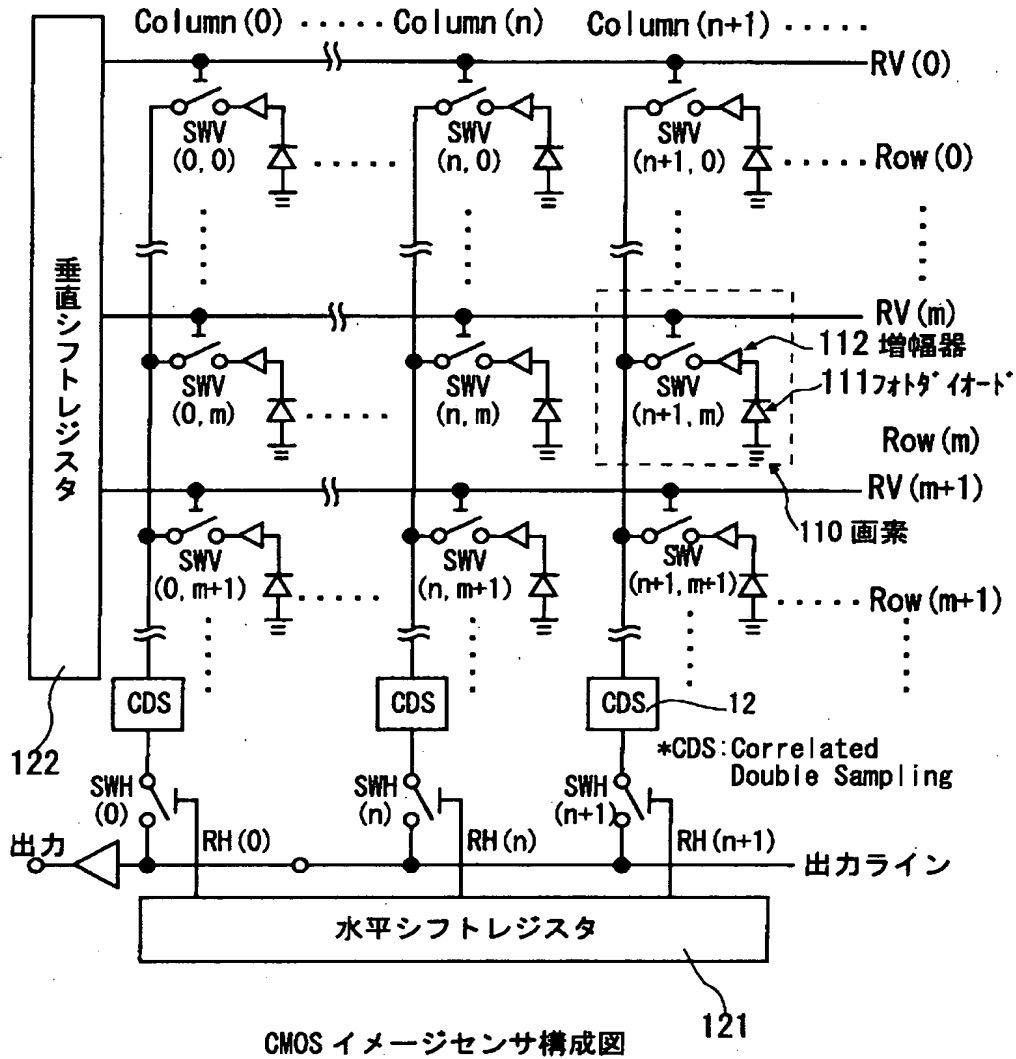 Column(0) ····· Column(n) Column(n+1) ·····
RV(0)
SWV
(0,0)
SWV
(n,0)
SWV
(n+1,0)
Row(0)
垂直シフトレジスタ
RV(m)
112 増幅器
111フォトダイオード
SWV
(0,m)
SWV
(n,m)
SWV
(n+1,m)
Row(m)
RV(m+1)
110 画素
SWV
(0,m+1)
SWV
(n,m+1)
SWV
(n+1,m+1)
Row(m+1)
CDS
CDS
CDS
12
122
*CDS:Correlated
Double Sampling
SWH
(0)
SWH
(n)
SWH
(n+1)
出力
RH(0)
RH(n)
RH(n+1)
出力ライン
水平シフトレジスタ
121
CMOSイメージセンサ構成図